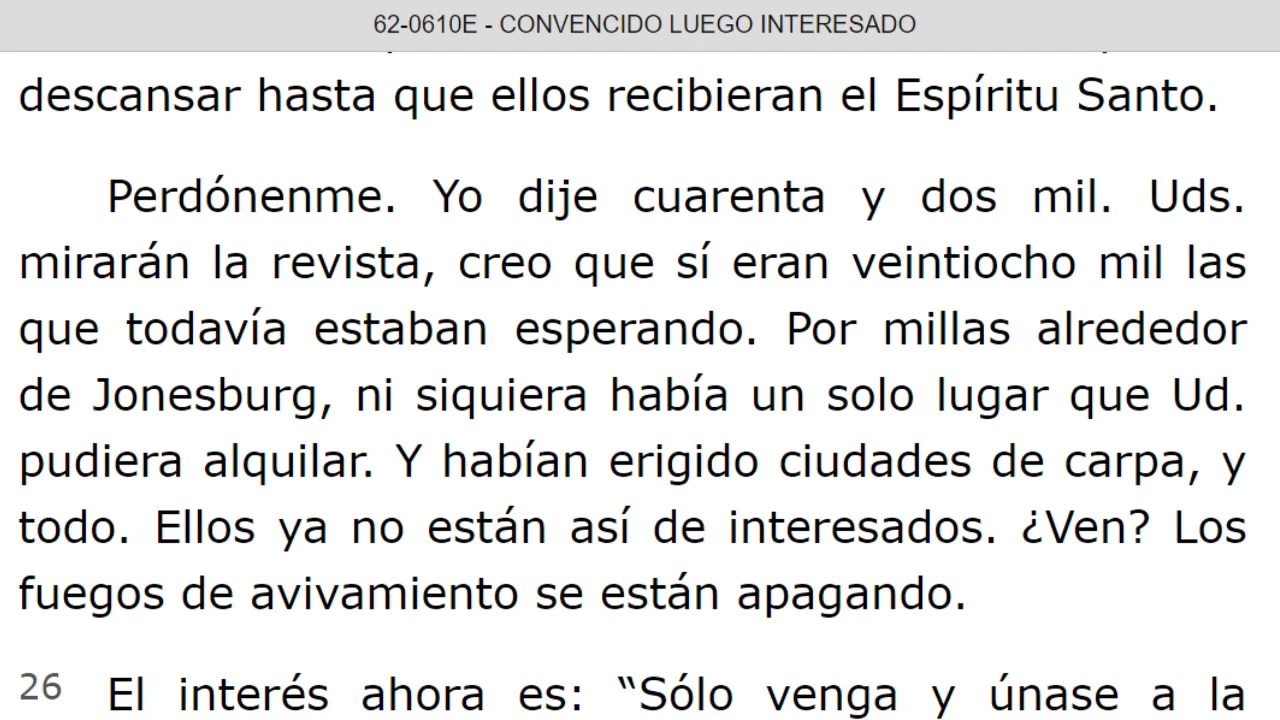 62-0610E - CONVENCIDO LUEGO INTERESADO
descansar hasta que ellos recibieran el Espíritu Santo.
Perdónenme. Yo dije cuarenta y dos mil. Uds.
mirarán la revista, creo que sí eran veintiocho mil las
que todavía estaban esperando. Por millas alrededor
de Jonesburg, ni siquiera había un solo lugar que Ud.
pudiera alquilar. Y habían erigido ciudades de carpa, y
todo. Ellos ya no están así de interesados. ¿Ven? Los
fuegos de avivamiento se están apagando.
26 El interés ahora es: “Sólo venga y únase a la